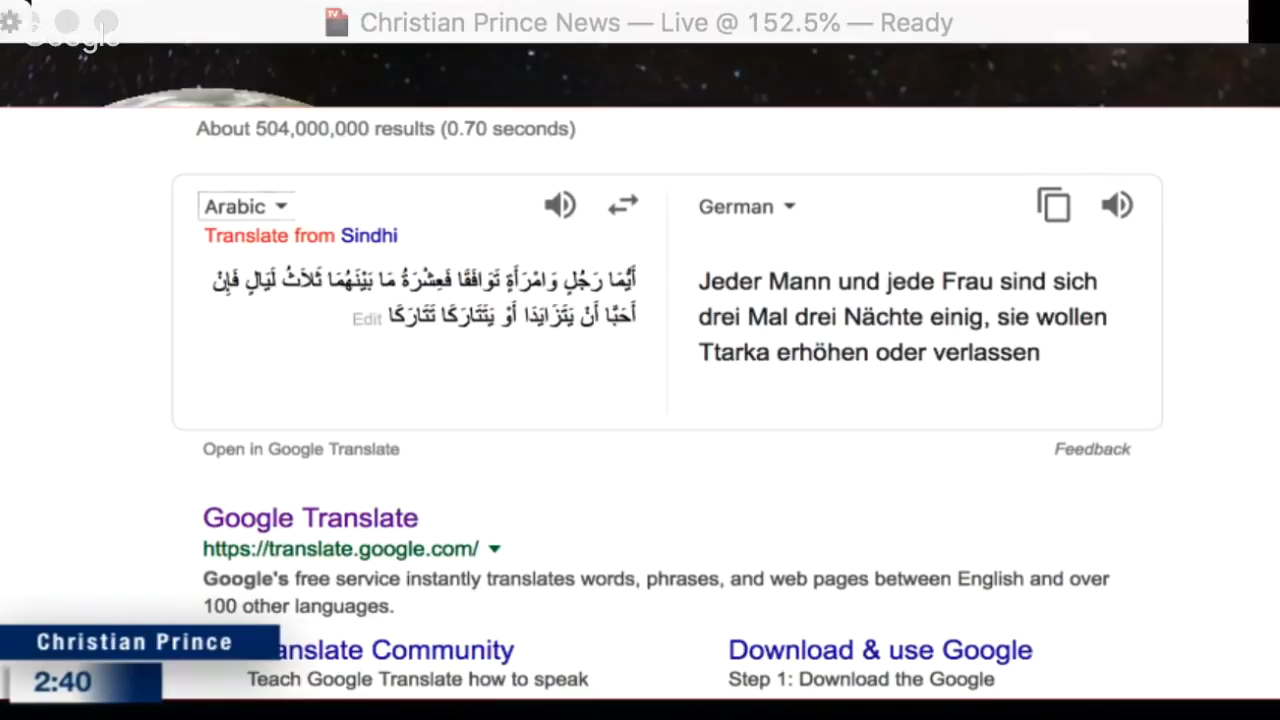 Christian Prince News — Live @ 152.5% — Ready
Google
About 504,000,000 results (0.70 seconds)
Arabic
Translate from Sindhi
أَيُّمَا رَجُلٍ وَامْرَأَةٍ تَوَافَقَا فَعِشْرَةُ مَا بَيْنَهُمَا ثَلَاثُ لَيَالٍ فَإِنْ
أَحَبَّا أَنْ يَتَزَايَدَا أَوْ يَتَتَارَكَا تَتَارَكَا
Edit
German
Jeder Mann und jede Frau sind sich
drei Mal drei Nächte einig, sie wollen
Ttarka erhöhen oder verlassen
Open in Google Translate
Feedback
Google Translate
https://translate.google.com/
Google's free service instantly translates words, phrases, and web pages between English and over
100 other languages.
anslate Community
Teach Google Translate how to speak
Download & use Google
Step 1: Download the Google
Christian Prince
2:40